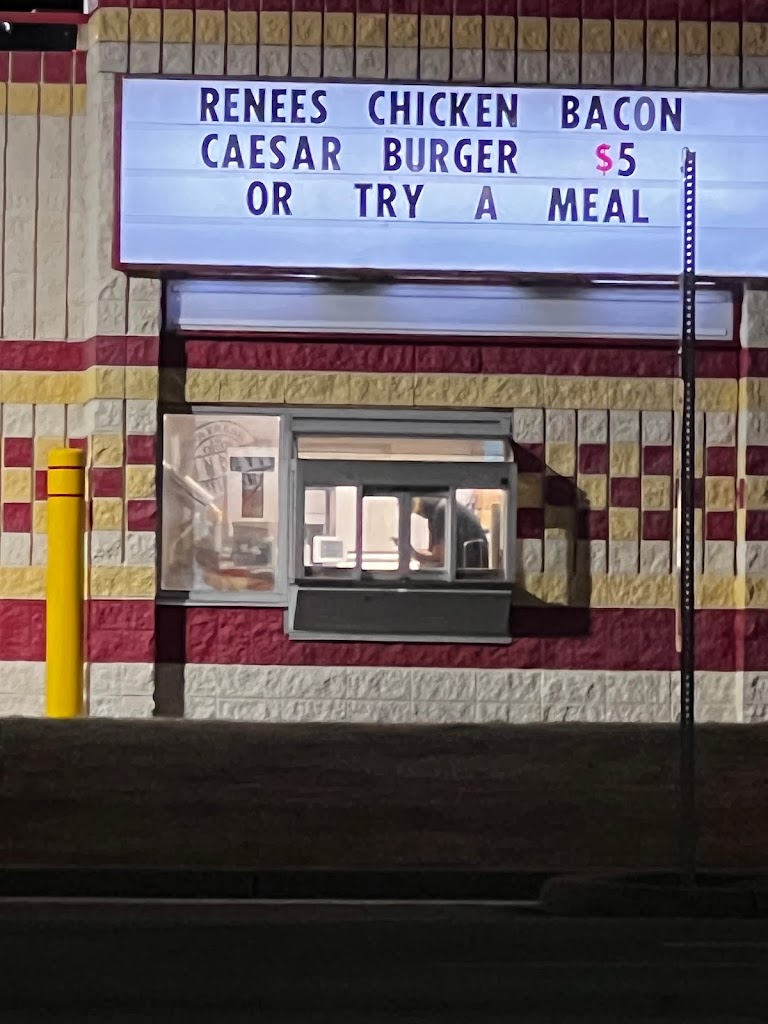 RENEES CHICKEN BACON
CAESAR BURGER $5
OR TRY A MEAL